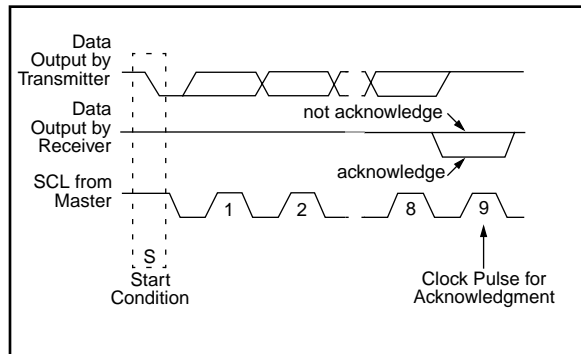 Data
Output by
Transmitter
Data
Output by
Receiver
not acknowledge
acknowledge
SCL from
Master
1
2
8
9
S
Start
Condition
Clock Pulse for
Acknowledgment